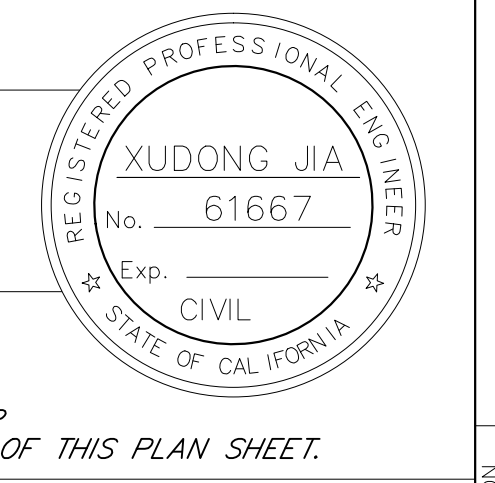 REGISTERED PROFESSIONAL ENGINEER
XUDONG JIA
No. 61667
Exp.
CIVIL
STATE OF CALIFORNIA
OF THIS PLAN SHEET.